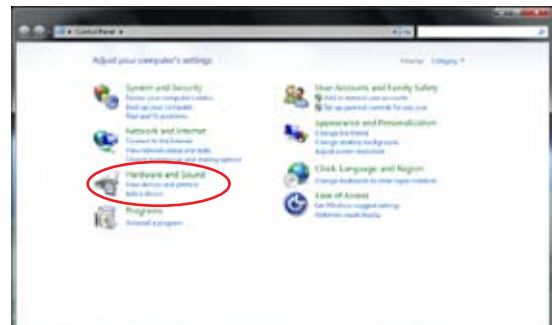 Control Panel
Adjust your computer's settings
View by: Category
System and Security
Review your computer's status
Back up your computer
Find and fix problems
Network and Internet
Connect to the Internet
View network status and tasks
Choose homegroup and sharing options
Hardware and Sound
View devices and printers
Add a device
Programs
Uninstall a program
User Accounts and Family Safety
Add or remove user accounts
Set up parental controls for any user
Appearance and Personalization
Change the theme
Change desktop background
Adjust screen resolution
Clock, Language, and Region
Change keyboards or other input methods
Ease of Access
Let Windows suggest settings
Optimize visual display